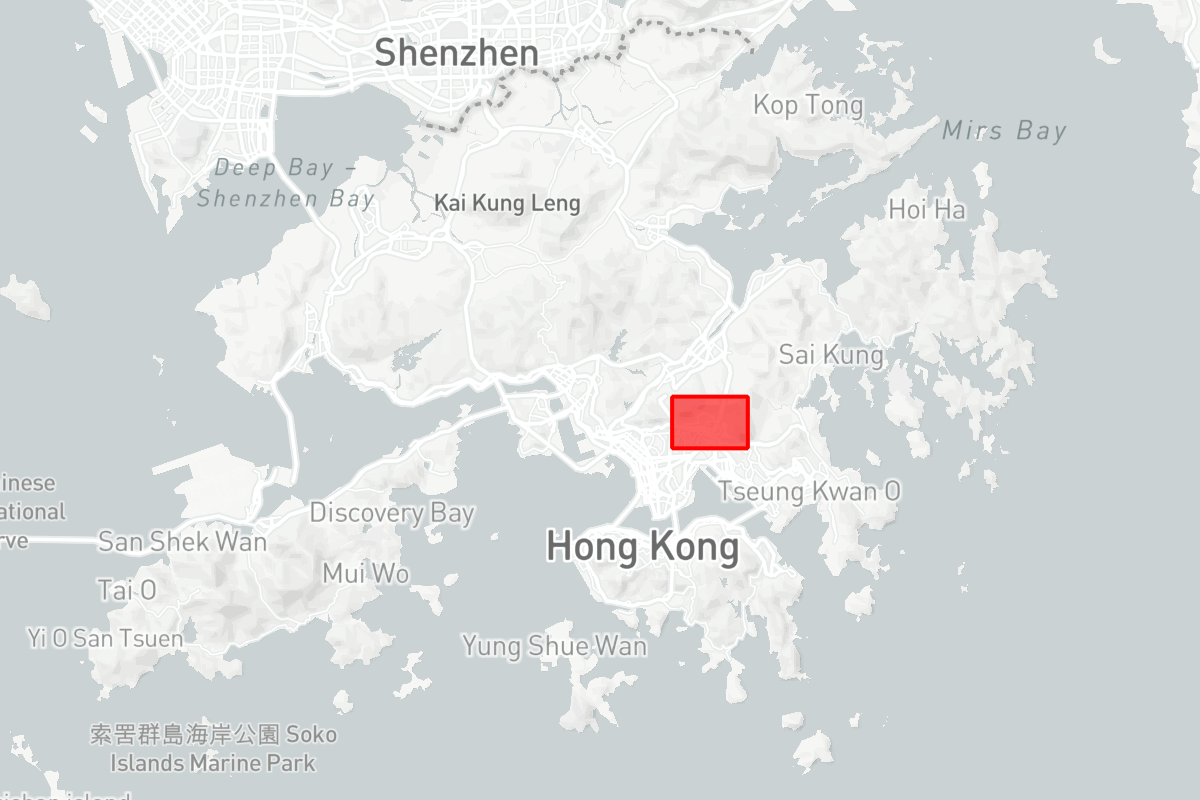 Shenzhen
Kop Tong
Mirs Bay
Deep Bay –
Shenzhen Bay
Kai Kung Leng
Hoi Ha
Sai Kung
inese
ational
rve
Tseung Kwan O
Discovery Bay
San Shek Wan
Hong Kong
Mui Wo
Tai O
Yi O San Tsuen
Yung Shue Wan
索罟群島海岸公園 Soko
Islands Marine Park